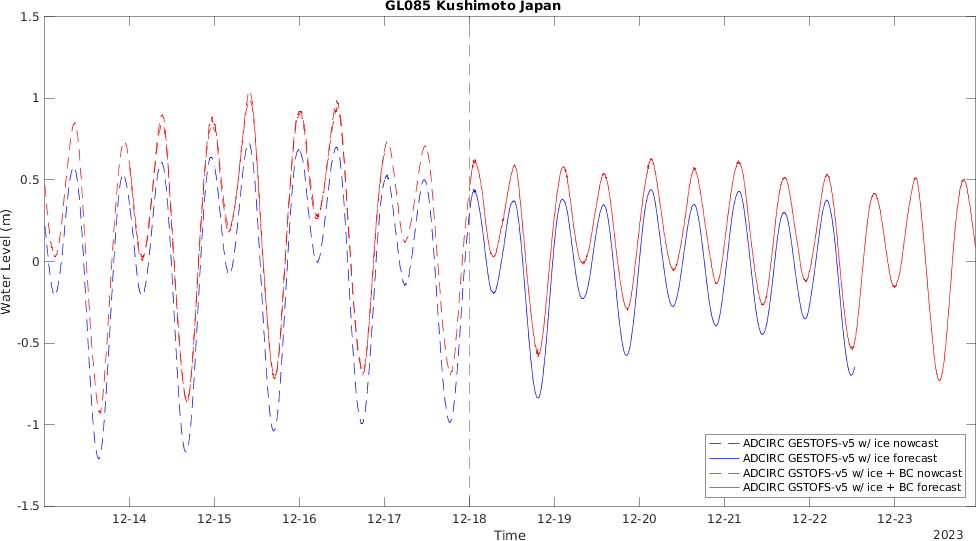 GL085 Kushimoto Japan
1.5
1
0.5
0
-0.5
-1
-1.5
Water Level (m)
12-14
12-15
12-16
12-17
12-18
12-19
12-20
12-21
12-22
12-23
Time
2023
ADCIRC GESTOFS-v5 w/ ice nowcast
ADCIRC GESTOFS-v5 w/ ice forecast
ADCIRC GSTOFS-v5 w/ ice + BC nowcast
ADCIRC GSTOFS-v5 w/ ice + BC forecast